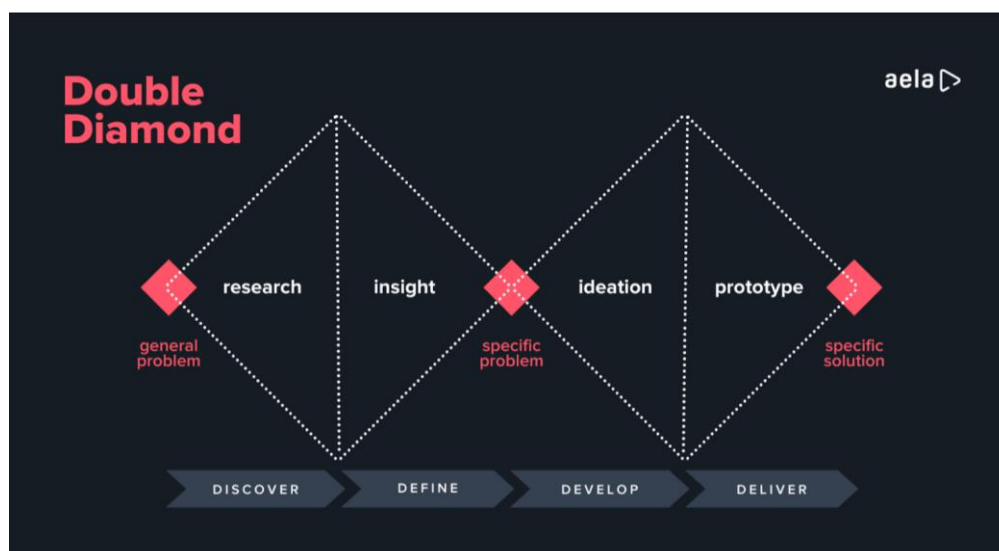 Double
Diamond
aela
research
insight
ideation
prototype
general
problem
specific
problem
specific
solution
DISCOVER
DEFINE
DEVELOP
DELIVER